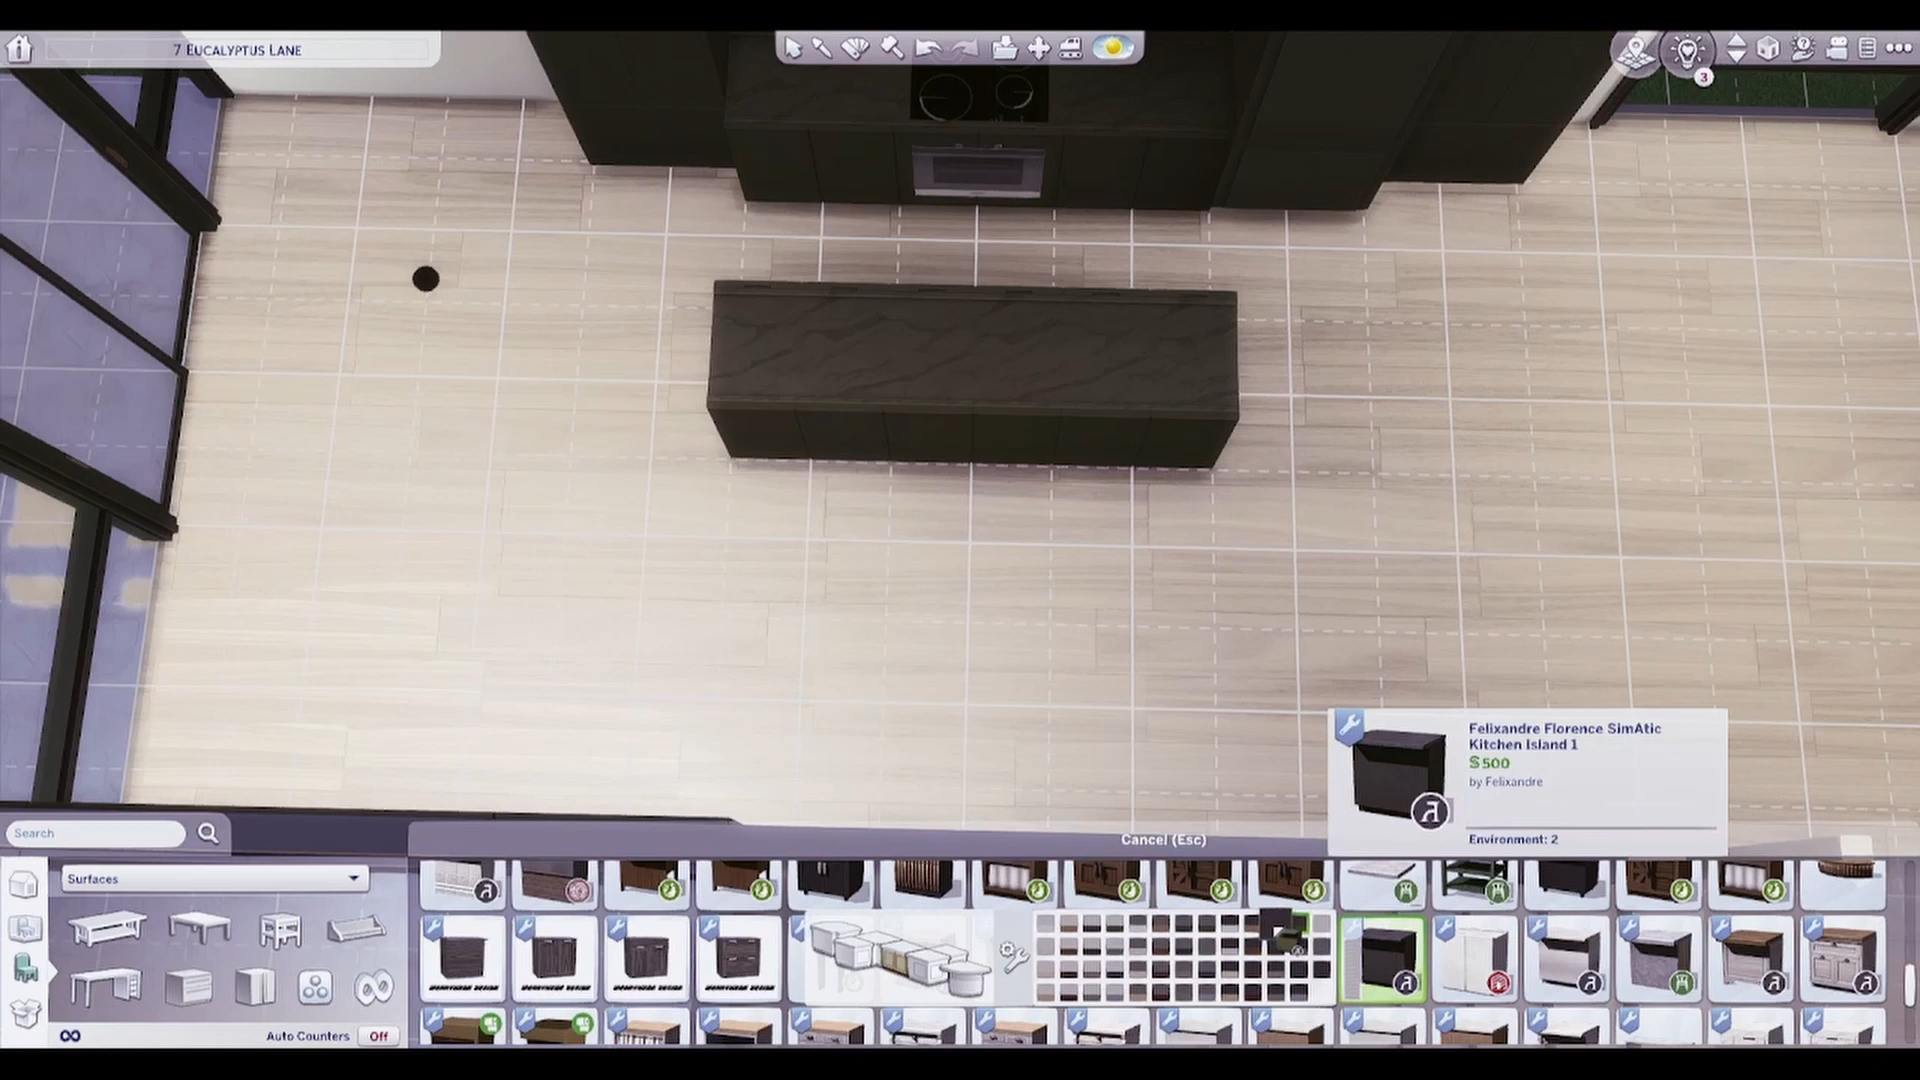 7 EUCALYPTUS LANE
3
Felixandre Florence SimAtic
Kitchen Island 1
§500
by Felixandre
Environment: 2
Search
Cancel (Esc)
Surfaces
Auto Counters
Off